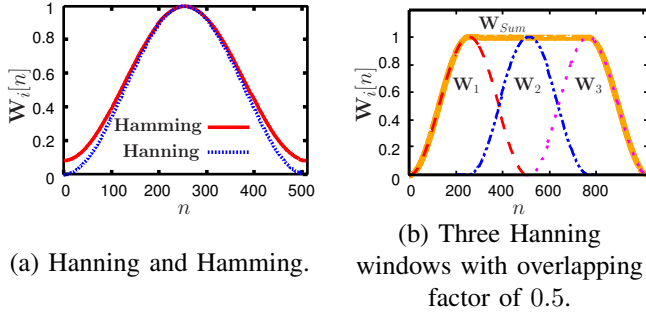 1
0.8
0.6
0.4
0.2
0
W_i[n]
Hamming
Hanning
0 100 200 300 400 500
n
(a) Hanning and Hamming.
1
0.8
0.6
0.4
0.2
0
W_i[n]
W_Sum
W_1 W_2 W_3
0 200 400 600 800
n
(b) Three Hanning
windows with overlapping
factor of 0.5.